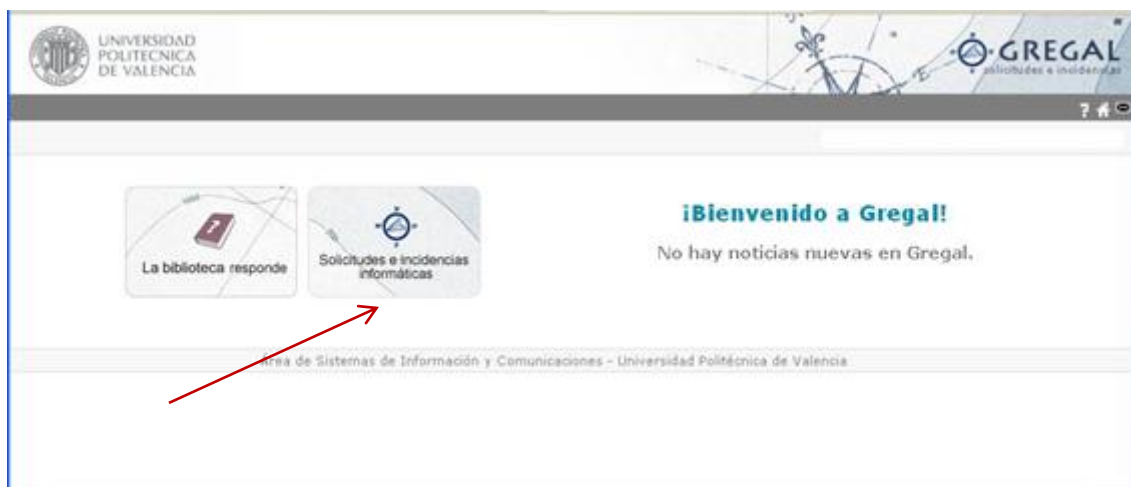 UNIVERSIDAD
POLITECNICA
DE VALENCIA
GREGAL
solicitudes e incidencias
?
La biblioteca responde
Solicitudes e incidencias
informáticas
¡Bienvenido a Gregal!
No hay noticias nuevas en Gregal.
Área de Sistemas de Información y Comunicaciones - Universidad Politécnica de Valencia